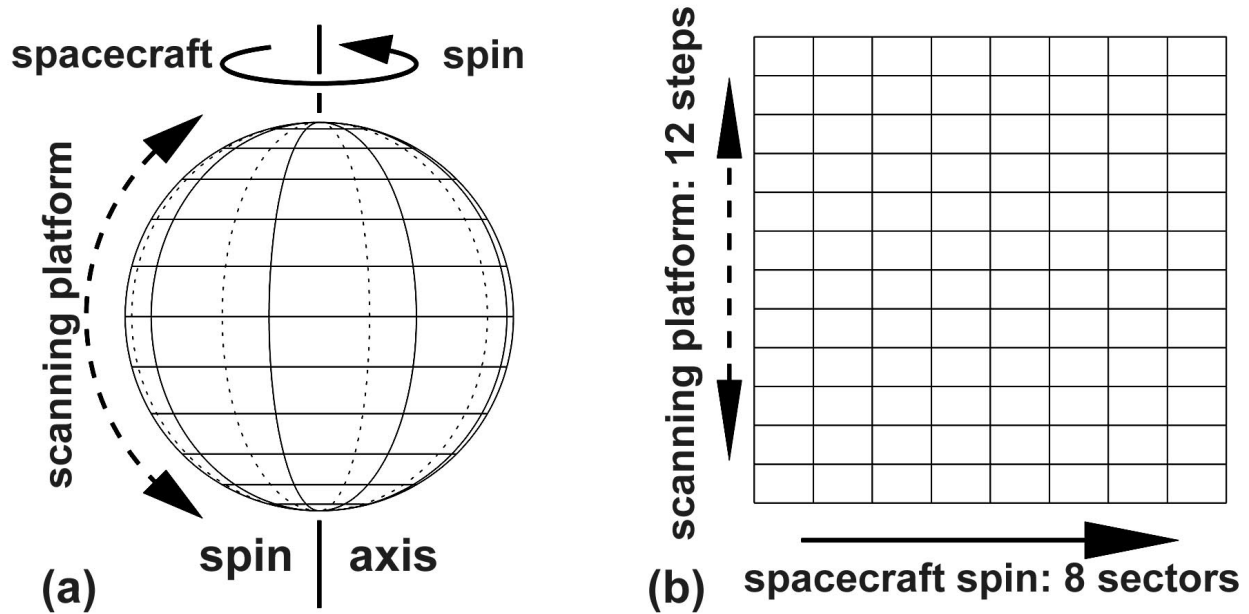 spacecraft spin
scanning platform
spin axis
(a)
scanning platform: 12 steps
spacecraft spin: 8 sectors
(b)